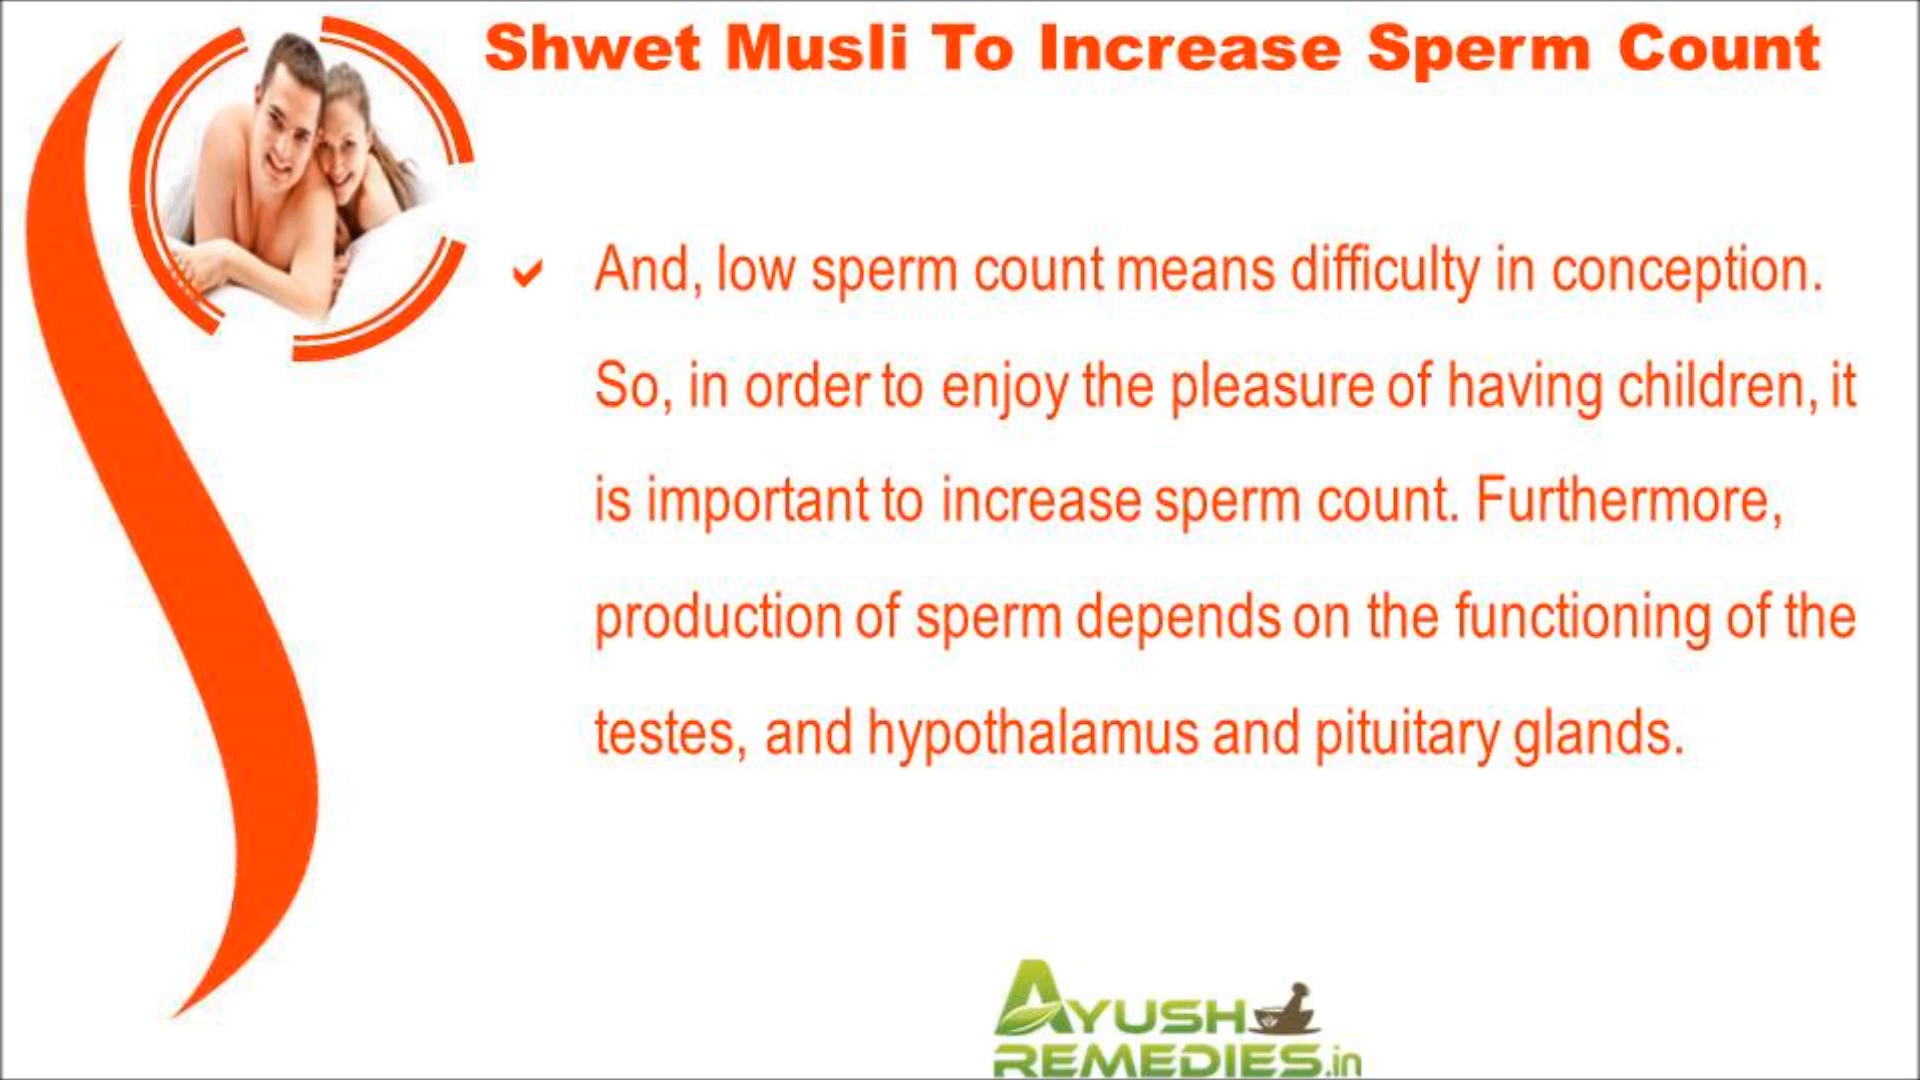 Shwet Musli To Increase Sperm Count
And, low sperm count means difficulty in conception.
So, in order to enjoy the pleasure of having children, it
is important to increase sperm count. Furthermore,
production of sperm depends on the functioning of the
testes, and hypothalamus and pituitary glands.
AYUSH
REMEDIES.in